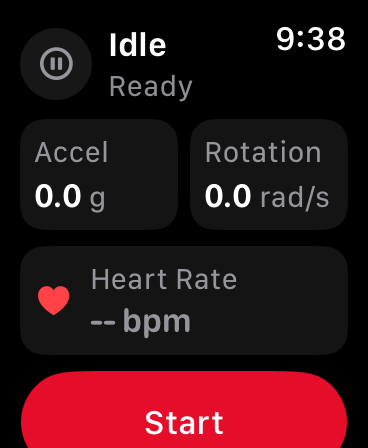 Idle
9:38
Ready
Accel
0.0 g
Rotation
0.0 rad/s
Heart Rate
-- bpm
Start